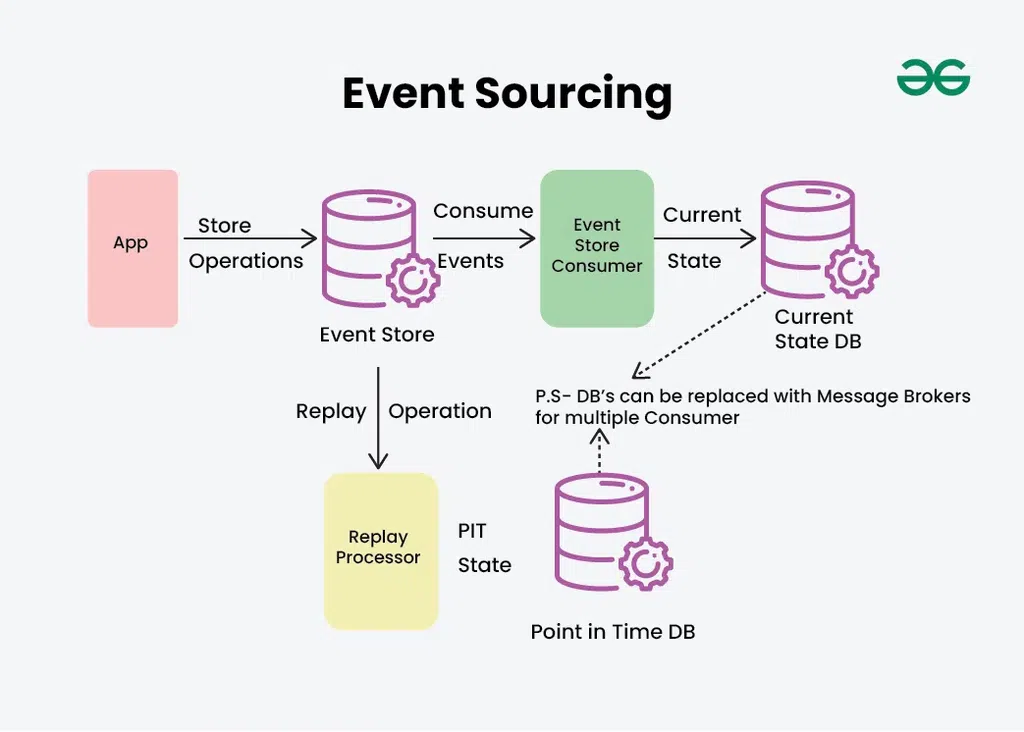 Event Sourcing
App
Store
Operations
Event Store
Consume
Events
Event
Store
Consumer
Current
State
Current
State DB
P.S- DB's can be replaced with Message Brokers
for multiple Consumer
Replay Operation
Replay
Processor
PIT
State
Point in Time DB